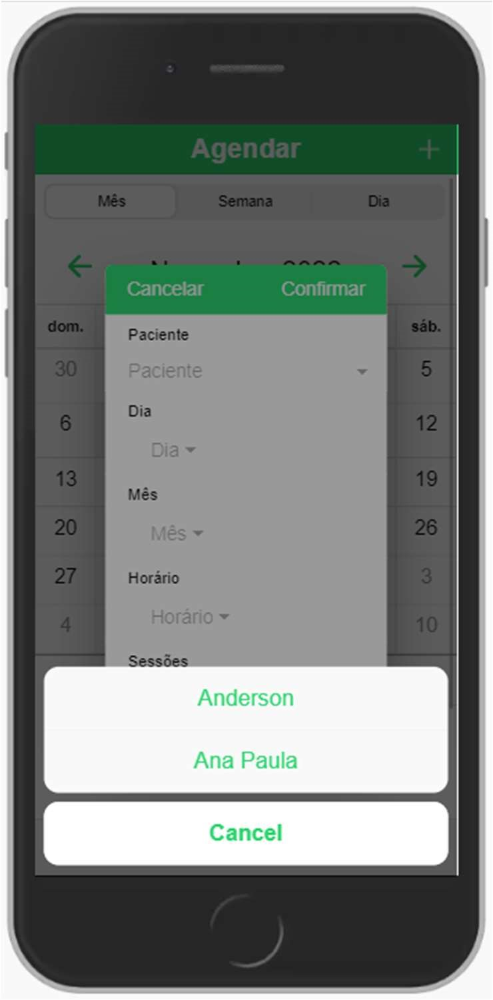 Agendar +
Mês Semana Dia
Cancelar Confirmar
dom. sáb.
Paciente
30 Paciente 5
Dia
6 12
Dia
13 19
Mês
20 Mês 26
27 Horário 3
Horário
4 10
Sessões
Anderson
Ana Paula
Cancel